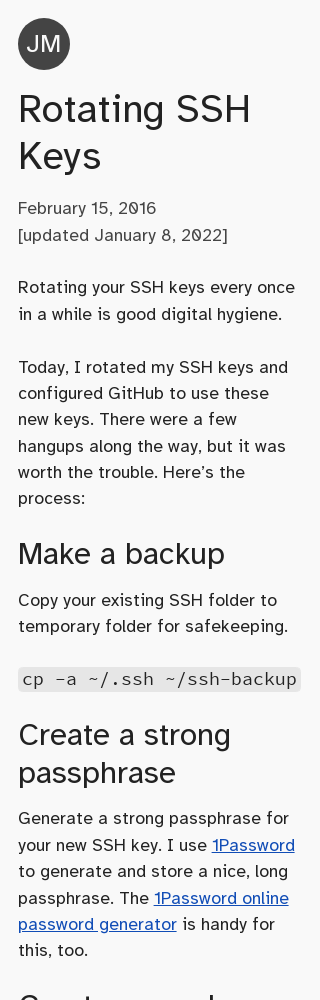 JM
Rotating SSH
Keys
February 15, 2016
[updated January 8, 2022]
Rotating your SSH keys every once
in a while is good digital hygiene.
Today, I rotated my SSH keys and
configured GitHub to use these
new keys. There were a few
hangups along the way, but it was
worth the trouble. Here’s the
process:
Make a backup
Copy your existing SSH folder to
temporary folder for safekeeping.
cp -a ~/.ssh ~/ssh-backup
Create a strong
passphrase
Generate a strong passphrase for
your new SSH key. I use 1Password
to generate and store a nice, long
passphrase. The 1Password online
password generator is handy for
this, too.